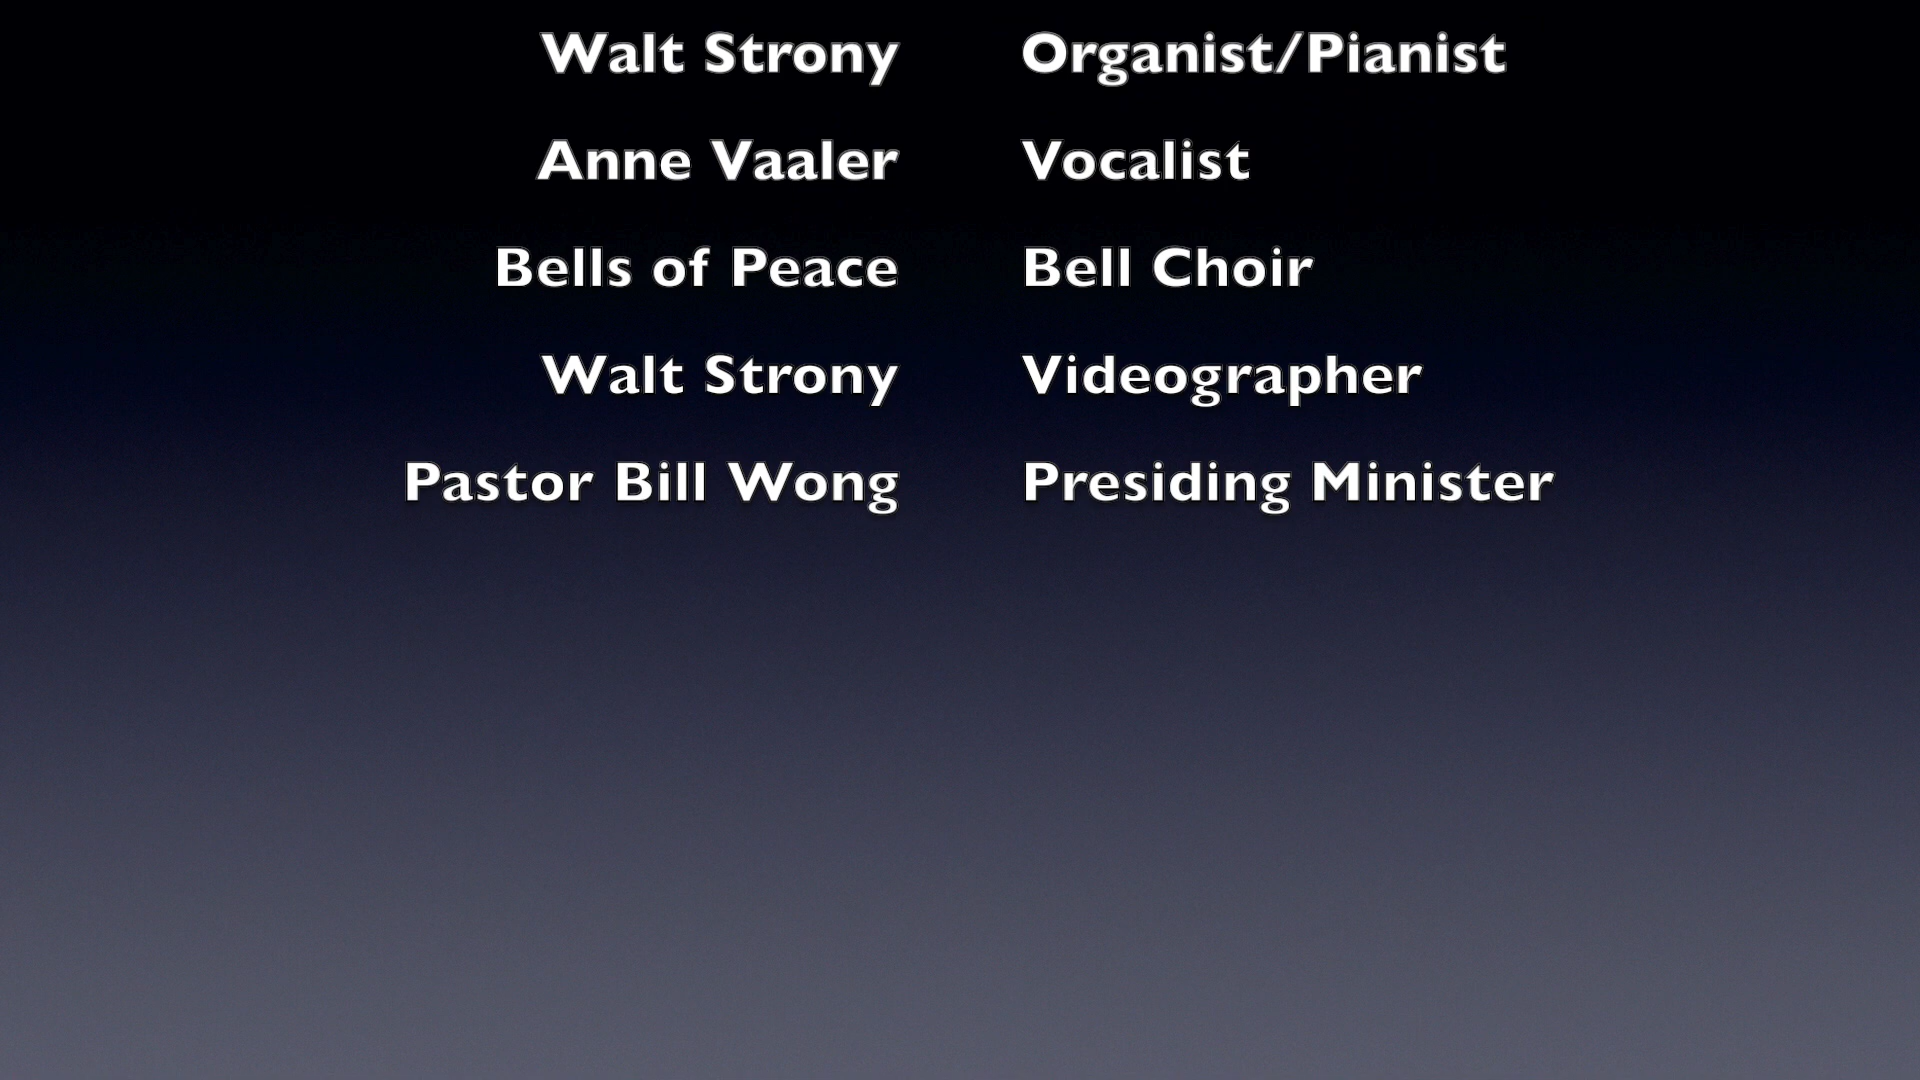 Walt Strony Organist/Pianist
Anne Vaaler Vocalist
Bells of Peace Bell Choir
Walt Strony Videographer
Pastor Bill Wong Presiding Minister